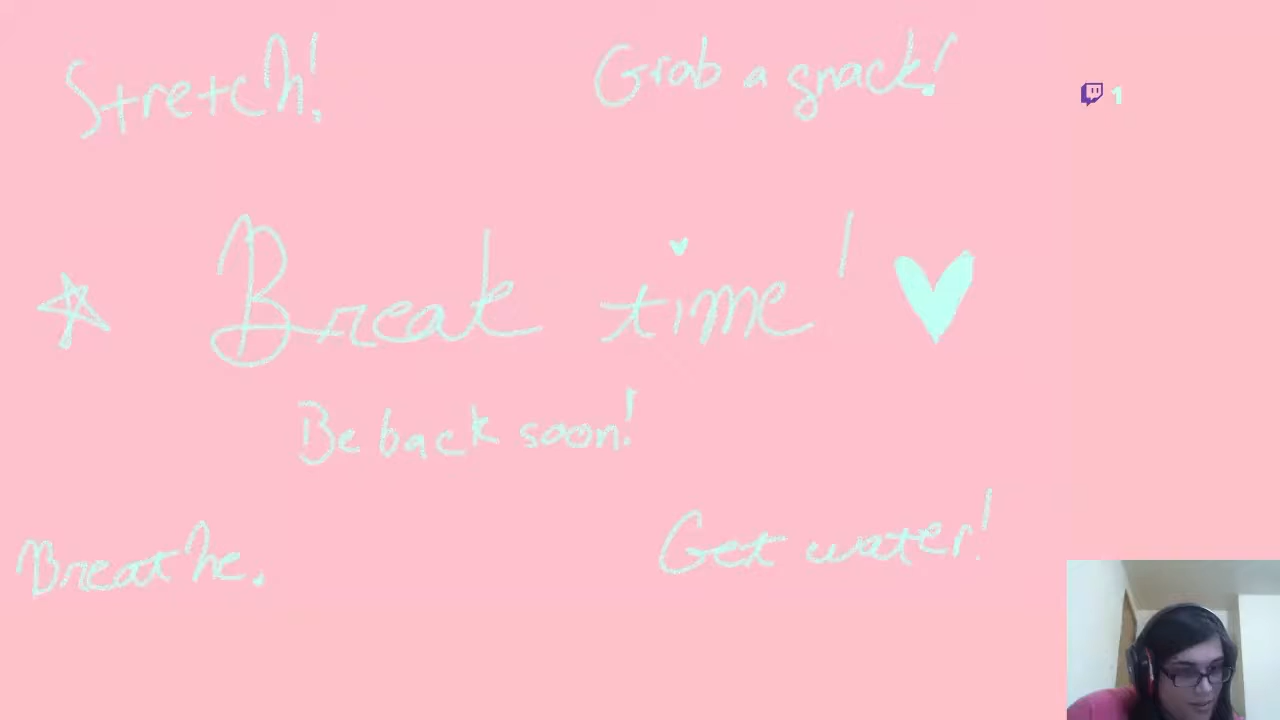 Stretch!
Grab a snack!
1
Break time!
Be back soon!
Breathe.
Get water!